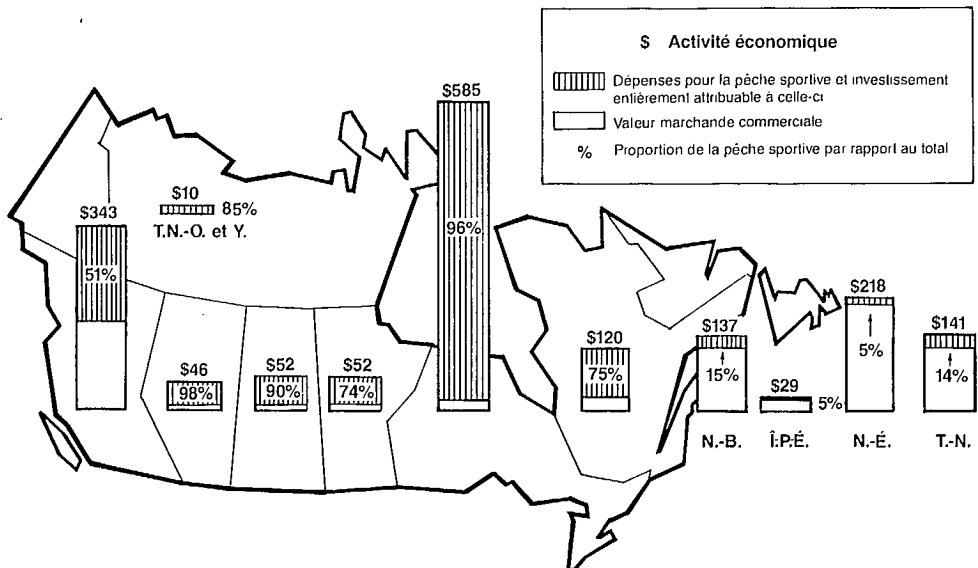 $ Activité économique
Dépenses pour la pêche sportive et investissement
entièrement attribuable à celle-ci
Valeur marchande commerciale
% Proportion de la pêche sportive par rapport au total
$585
96%
$10
85%
T.N.-O. et Y.
$343
51%
$46
98%
$52
90%
$52
74%
$120
75%
$137
15%
N.-B.
$29
5%
Î.-P.-É.
$218
5%
N.-É.
$141
14%
T.-N.